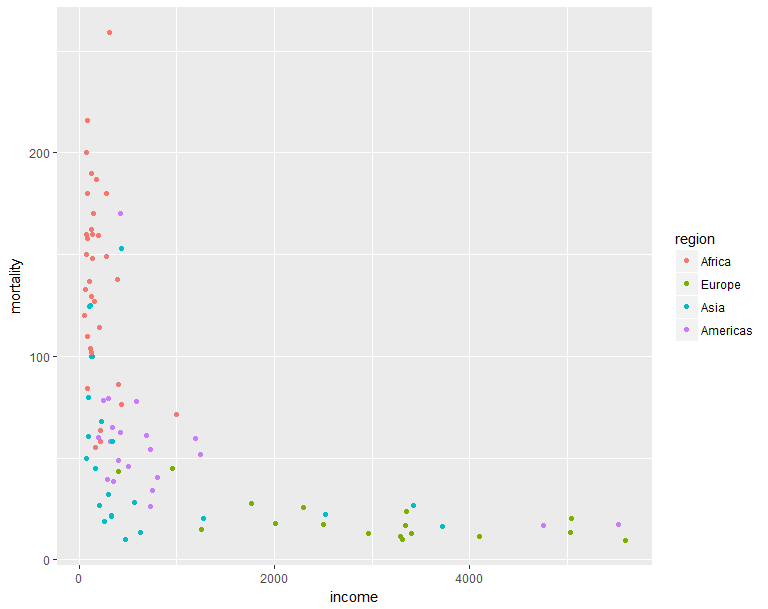 200
100
0
mortality
0
2000
4000
income
region
Africa
Europe
Asia
Americas